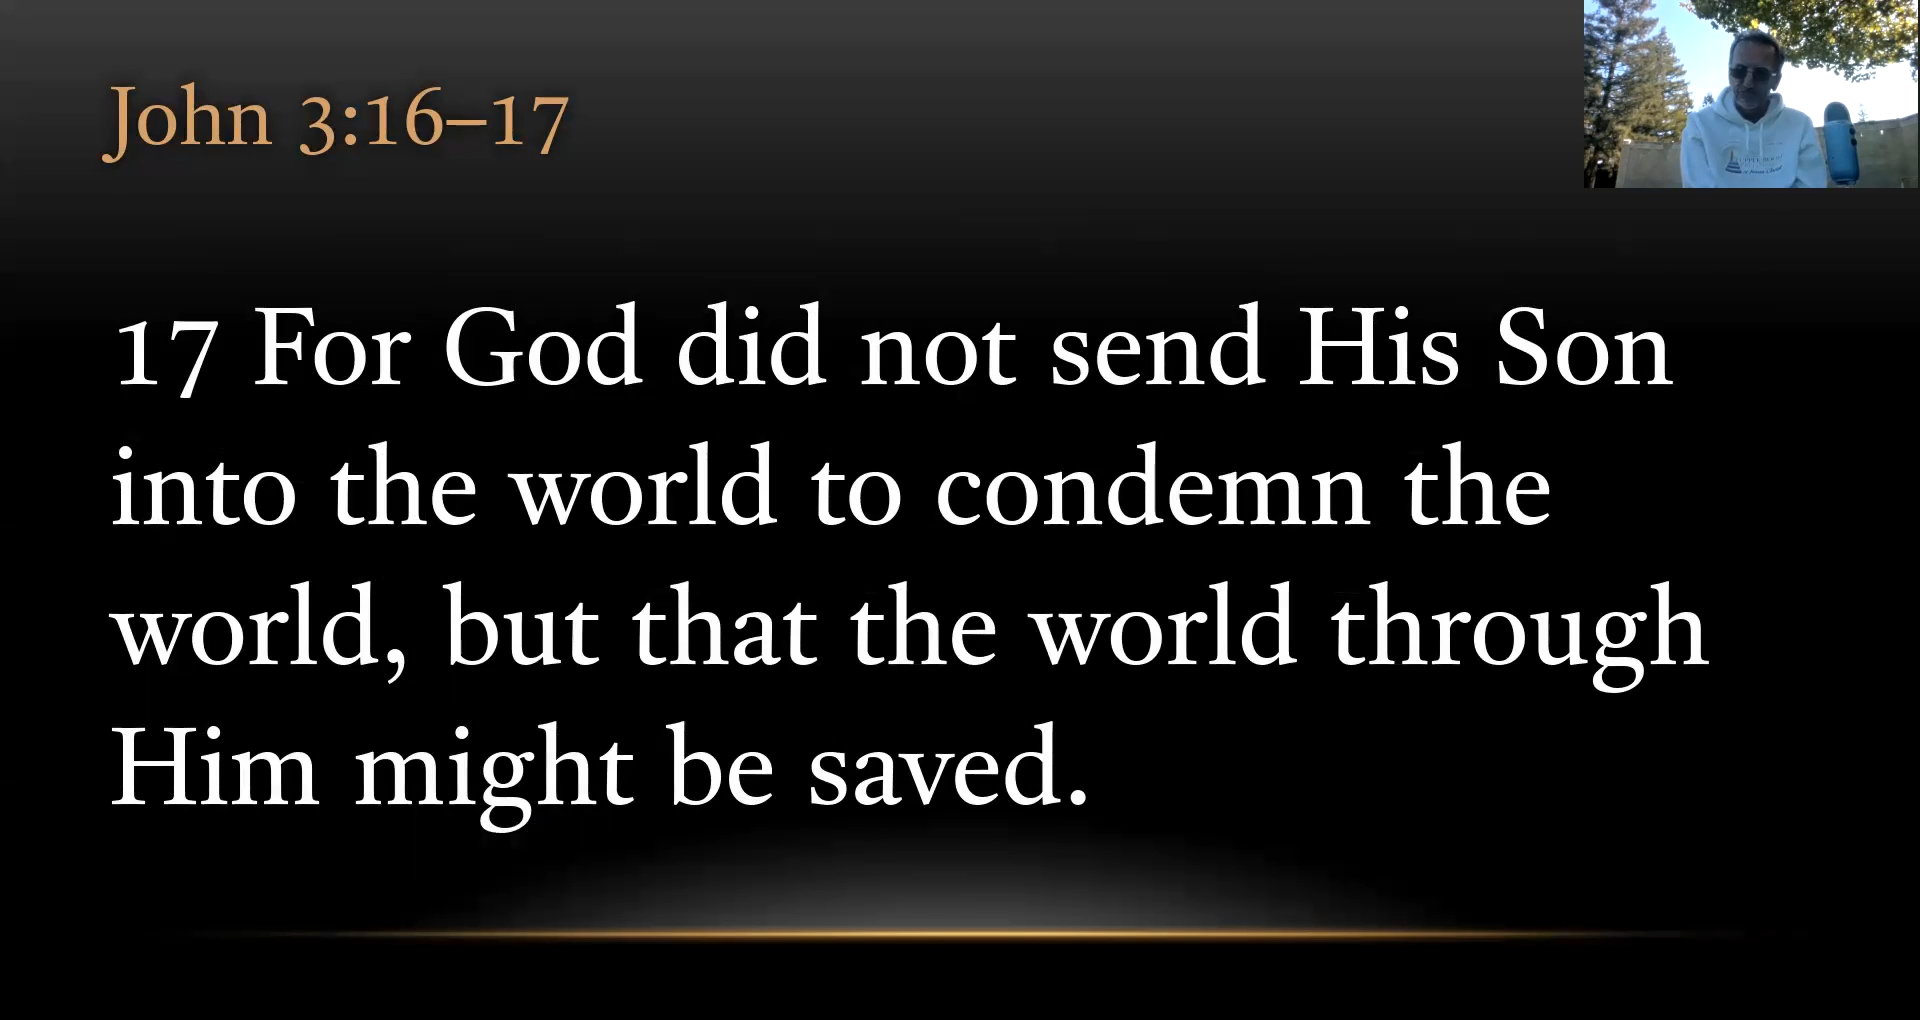 John 3:16–17
17 For God did not send His Son
into the world to condemn the
world, but that the world through
Him might be saved.